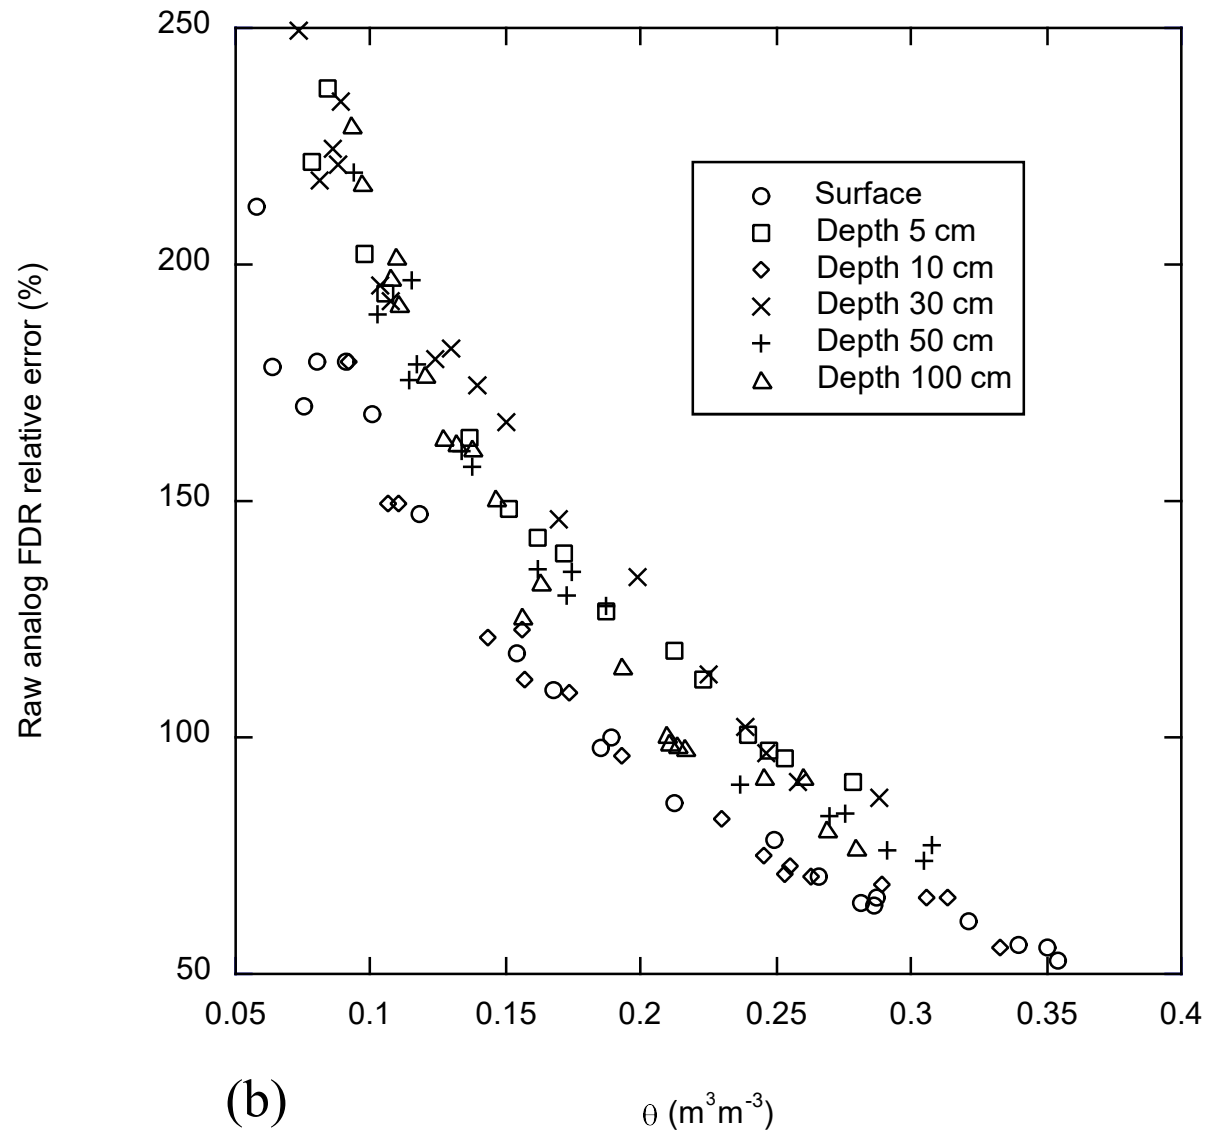 250
200
150
100
50
Raw analog FDR relative error (%)
Surface
Depth 5 cm
Depth 10 cm
Depth 30 cm
Depth 50 cm
Depth 100 cm
0.05 0.1 0.15 0.2 0.25 0.3 0.35 0.4
(b) θ (m³m⁻³)